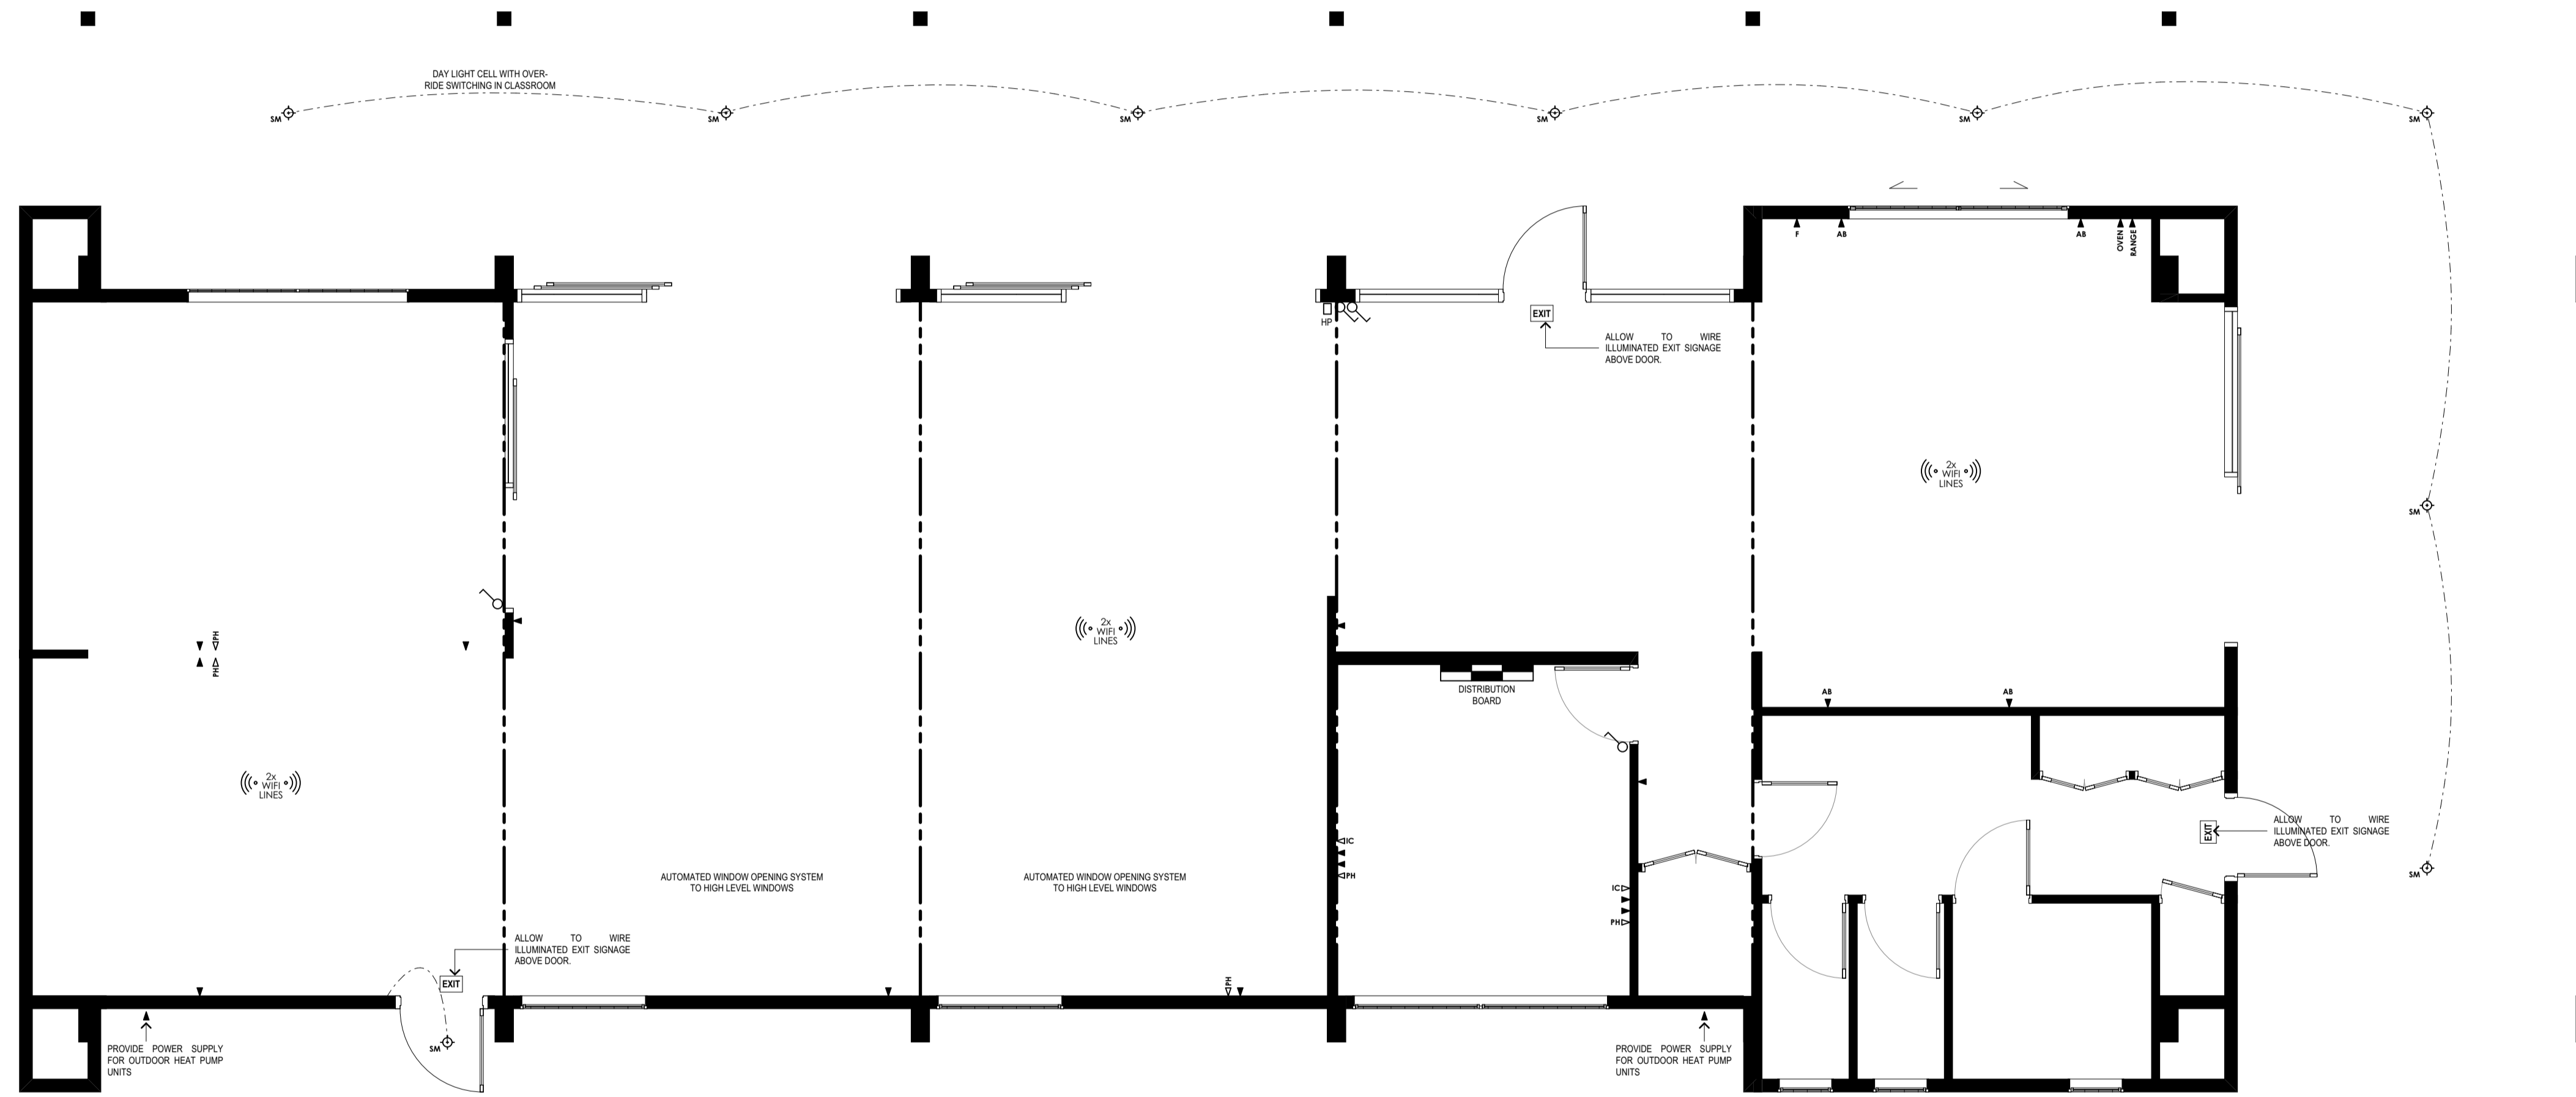 DAY LIGHT CELL WITH OVER-
RIDE SWITCHING IN CLASSROOM
SM
SM
SM
SM
SM
SM
F
AB
AB
OVEN
RANGE
HP
EXIT
ALLOW TO WIRE
ILLUMINATED EXIT SIGNAGE
ABOVE DOOR.
2x
WIFI
LINES
SM
2x
WIFI
LINES
PH
PH
DISTRIBUTION
BOARD
AB
AB
2x
WIFI
LINES
EXIT
ALLOW TO WIRE
ILLUMINATED EXIT SIGNAGE
ABOVE DOOR.
IC
PH
AUTOMATED WINDOW OPENING SYSTEM
TO HIGH LEVEL WINDOWS
AUTOMATED WINDOW OPENING SYSTEM
TO HIGH LEVEL WINDOWS
IC
PH
SM
ALLOW TO WIRE
ILLUMINATED EXIT SIGNAGE
ABOVE DOOR.
EXIT
PH
SM
PROVIDE POWER SUPPLY
FOR OUTDOOR HEAT PUMP
UNITS
PROVIDE POWER SUPPLY
FOR OUTDOOR HEAT PUMP
UNITS